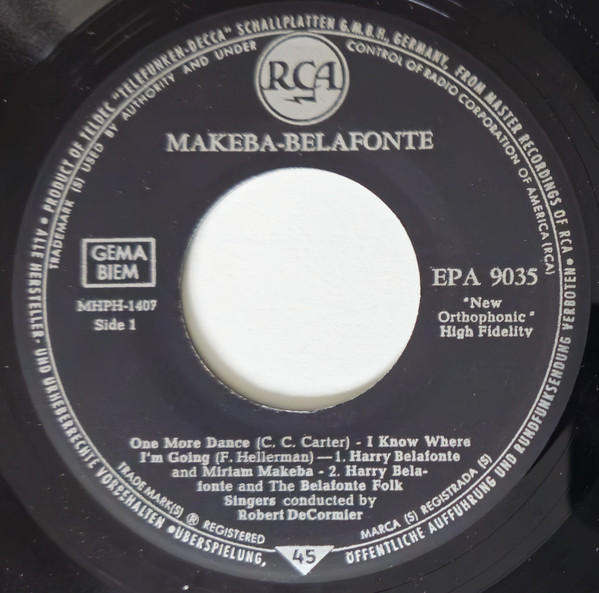 PRODUCT OF TELDEC "TELEFUNKEN-DECCA" SCHALLPLATTEN G.M.B.H., GERMANY, FROM MASTER RECORDINGS OF RCA
TRADEMARK (S) USED BY AUTHORITY AND UNDER CONTROL OF RADIO CORPORATION OF AMERICA (RCA)
RCA
MAKEBA-BELAFONTE
GEMA
BIEM
MHPH-1407
Side 1
EPA 9035
"New
Orthophonic"
High Fidelity
One More Dance (C. C. Carter) - I Know Where
I'm Going (F. Hellerman) — 1. Harry Belafonte
and Miriam Makeba - 2. Harry Bela-
fonte and The Belafonte Folk
Singers conducted by
Robert DeCormier
TRADEMARK(S) ® REGISTERED
MARCA (S) REGISTRADA (S)
45
• ALLE HERSTELLER- UND URHEBERRECHTE VORBEHALTEN • ÜBERSPIELUNG, ÖFFENTLICHE AUFFÜHRUNG UND RUNDFUNKSENDUNG VERBOTEN •